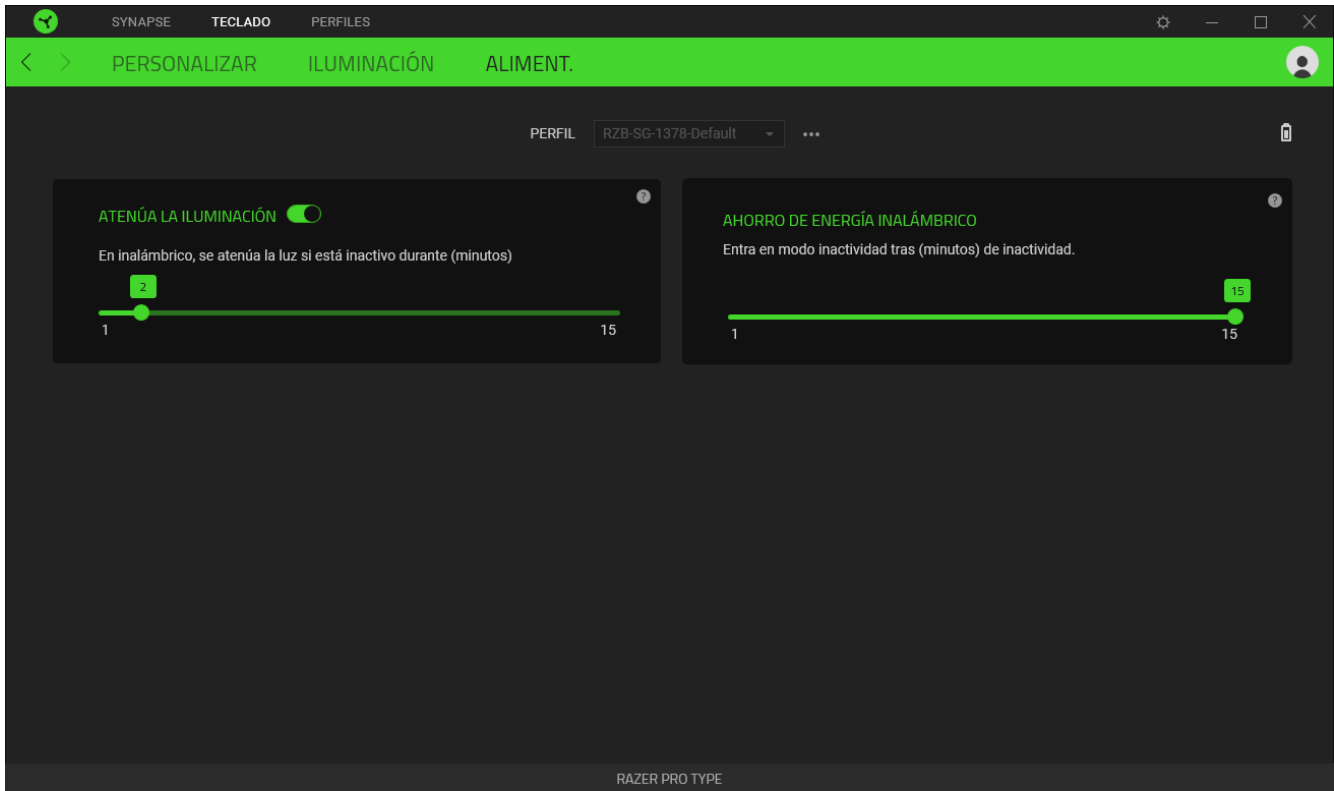 SYNAPSE TECLADO PERFILES
PERSONALIZAR ILUMINACIÓN ALIMENT.
PERFIL RZB-SG-1378-Default
ATENÚA LA ILUMINACIÓN
En inalámbrico, se atenúa la luz si está inactivo durante (minutos)
2
1 15
AHORRO DE ENERGÍA INALÁMBRICO
Entra en modo inactividad tras (minutos) de inactividad.
15
1 15
RAZER PRO TYPE